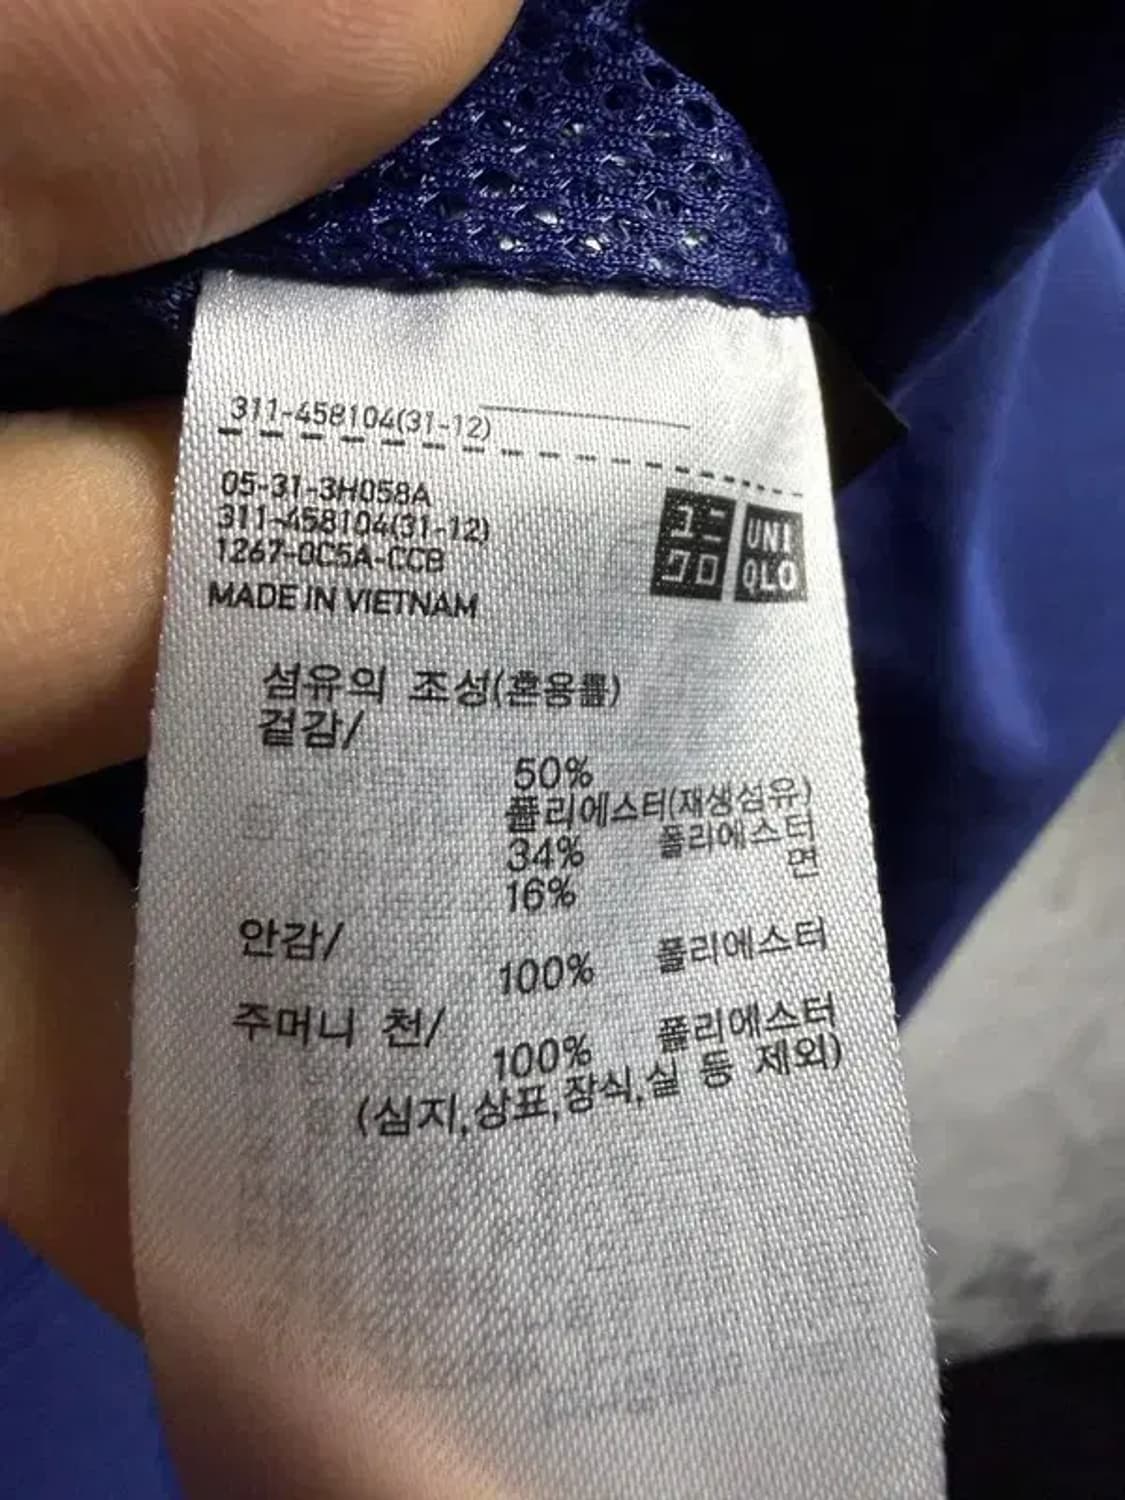 311-458104(31-12)
05-31-3H058A
311-458104(31-12)
1267-0C5A-CCB
MADE IN VIETNAM
ユニ
クロ
UNI
QLO
섬유의 조성(혼용률)
겉감/
50%
폴리에스터(재생섬유)
34% 폴리에스터
16% 면
안감/
100% 폴리에스터
주머니 천/
100% 폴리에스터
(심지,상표,장식,실 등 제외)